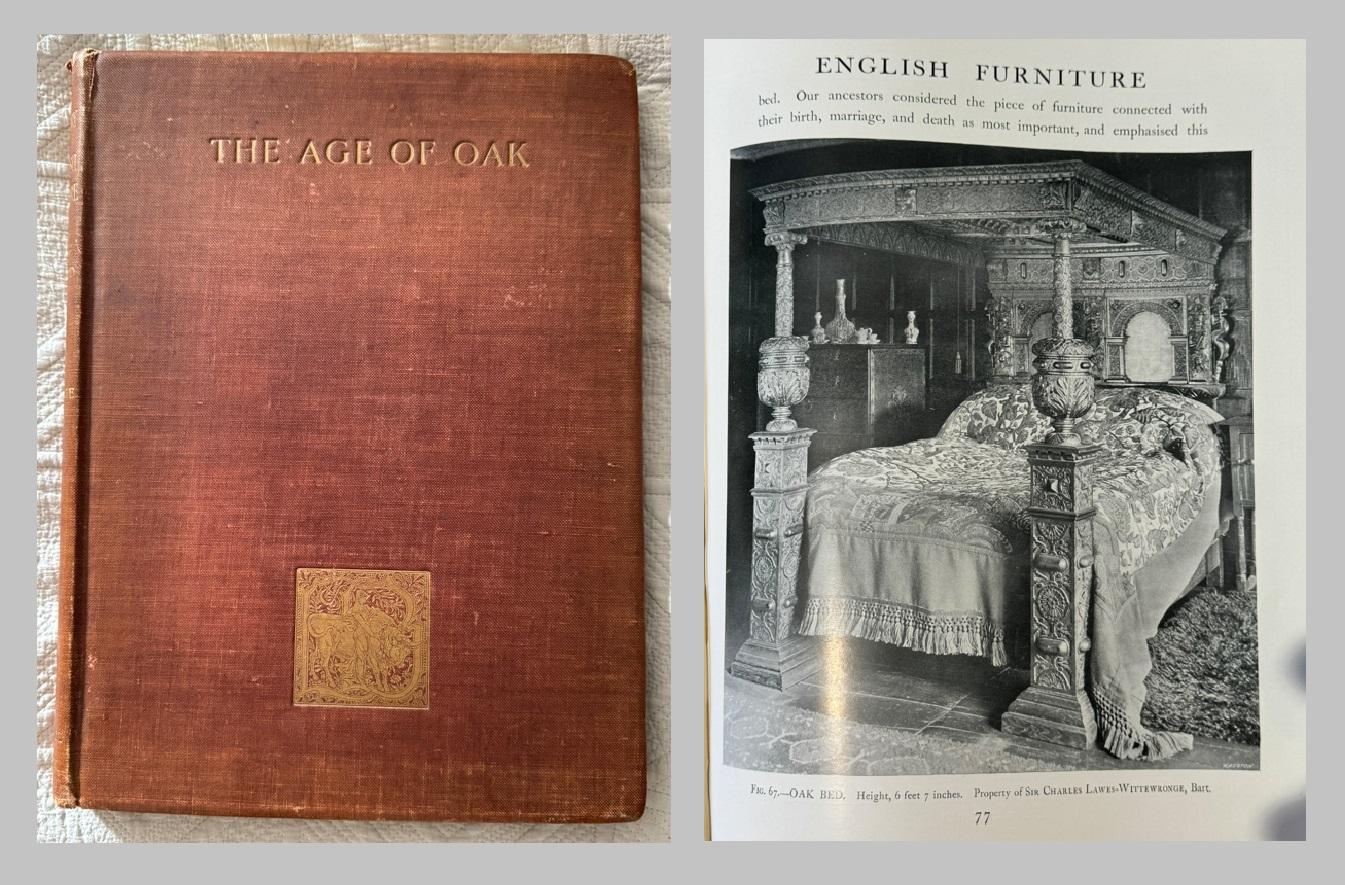 THE AGE OF OAK
ENGLISH FURNITURE
bed. Our ancestors considered the piece of furniture connected with
their birth, marriage, and death as most important, and emphasised this
FIG. 67.—OAK BED. Height, 6 feet 7 inches. Property of SIR CHARLES LAWES-WITTEWRONGE, Bart.
77